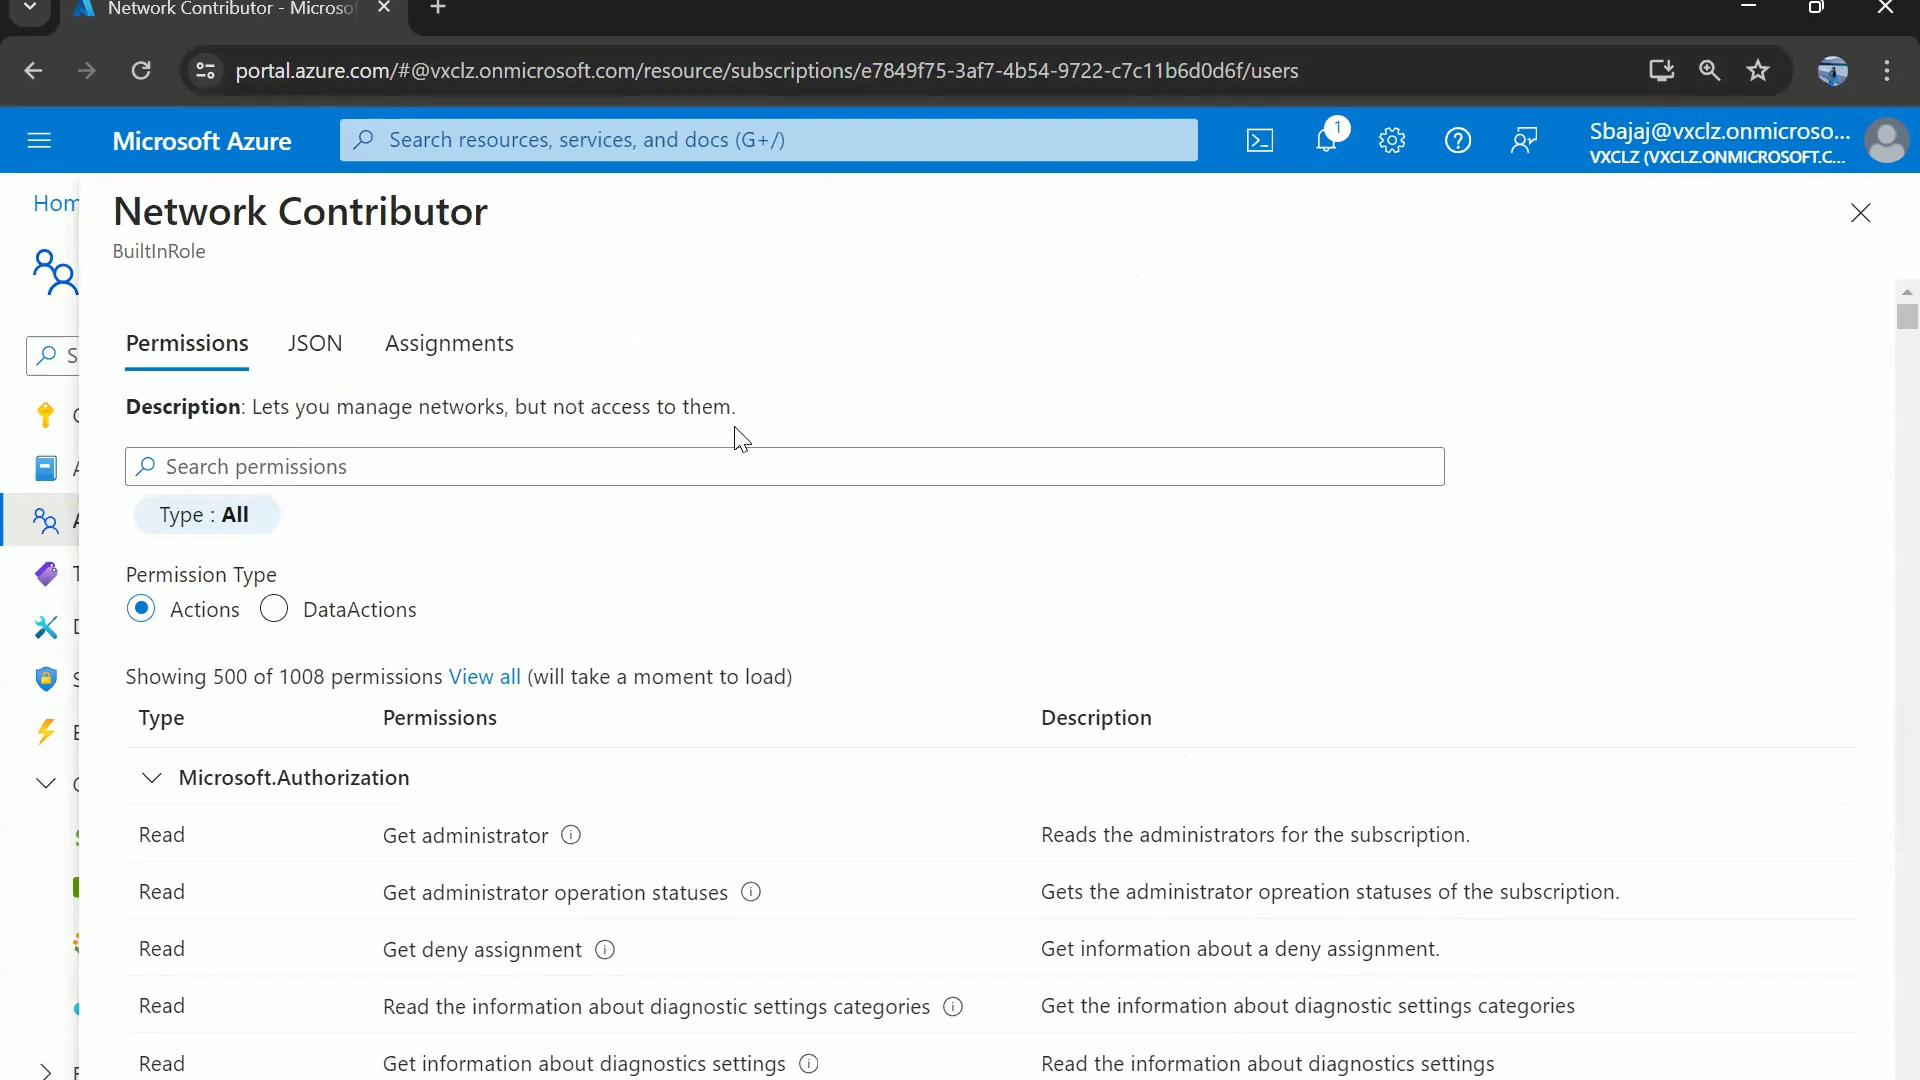 Network Contributor - Microso
portal.azure.com/#@vxclz.onmicrosoft.com/resource/subscriptions/e7849f75-3af7-4b54-9722-c7c11b6d0d6f/users
Microsoft Azure
Search resources, services, and docs (G+/)
1
Sbajaj@vxclz.onmicroso...
VXCLZ (VXCLZ.ONMICROSOFT.C...
Hom
Network Contributor
BuiltInRole
Permissions JSON Assignments
S
Description: Lets you manage networks, but not access to them.
Search permissions
Type : All
Permission Type
Actions DataActions
Showing 500 of 1008 permissions View all (will take a moment to load)
Type Permissions Description
Microsoft.Authorization
Read Get administrator Reads the administrators for the subscription.
Read Get administrator operation statuses Gets the administrator opreation statuses of the subscription.
Read Get deny assignment Get information about a deny assignment.
Read Read the information about diagnostic settings categories Get the information about diagnostic settings categories
Read Get information about diagnostics settings Read the information about diagnostics settings